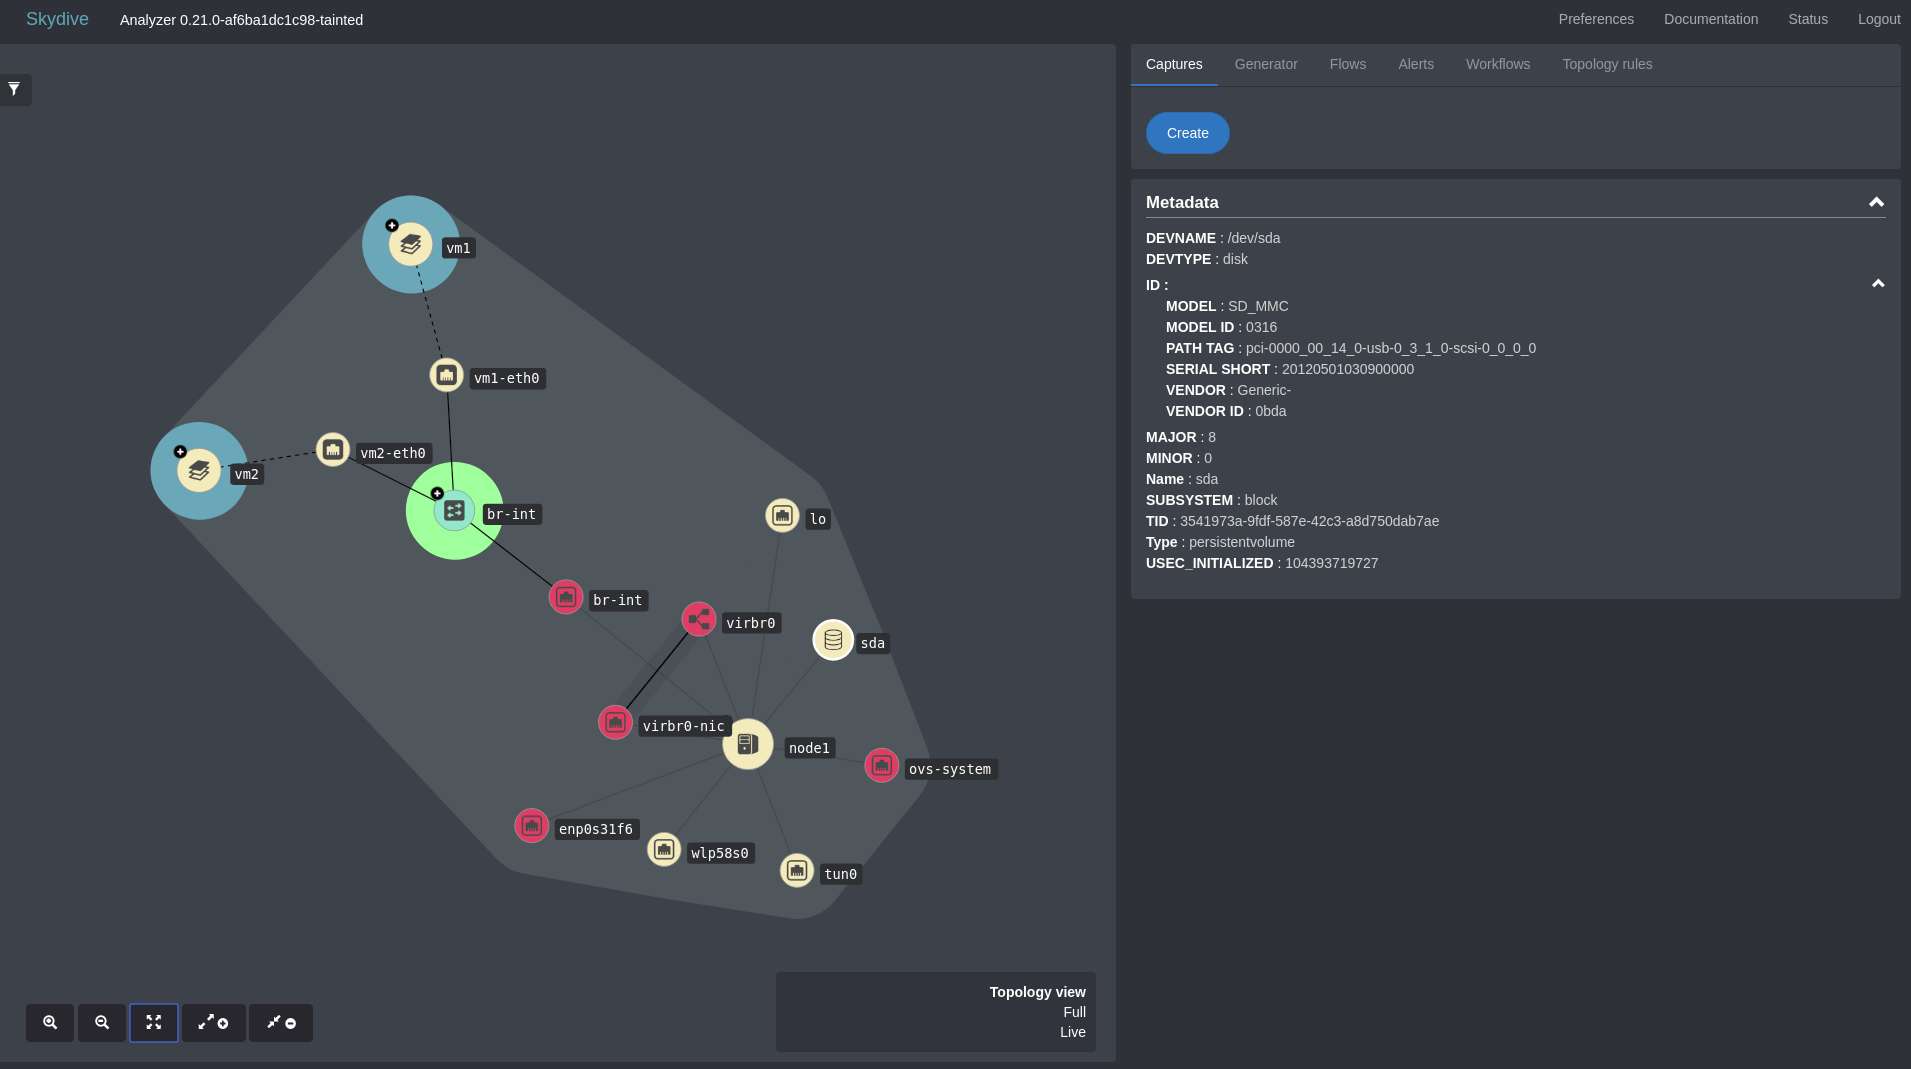 Skydive
Analyzer 0.21.0-af6ba1dc1c98-tainted
Preferences
Documentation
Status
Logout
Captures
Generator
Flows
Alerts
Workflows
Topology rules
Create
Metadata
DEVNAME : /dev/sda
DEVTYPE : disk
ID :
MODEL : SD_MMC
MODEL ID : 0316
PATH TAG : pci-0000_00_14_0-usb-0_3_1_0-scsi-0_0_0_0
SERIAL SHORT : 20120501030900000
VENDOR : Generic-
VENDOR ID : 0bda
MAJOR : 8
MINOR : 0
Name : sda
SUBSYSTEM : block
TID : 3541973a-9fdf-587e-42c3-a8d750dab7ae
Type : persistentvolume
USEC_INITIALIZED : 104393719727
vm1
vm1-eth0
vm2-eth0
vm2
br-int
lo
br-int
virbr0
sda
virbr0-nic
node1
ovs-system
enp0s31f6
wlp58s0
tun0
Topology view
Full
Live